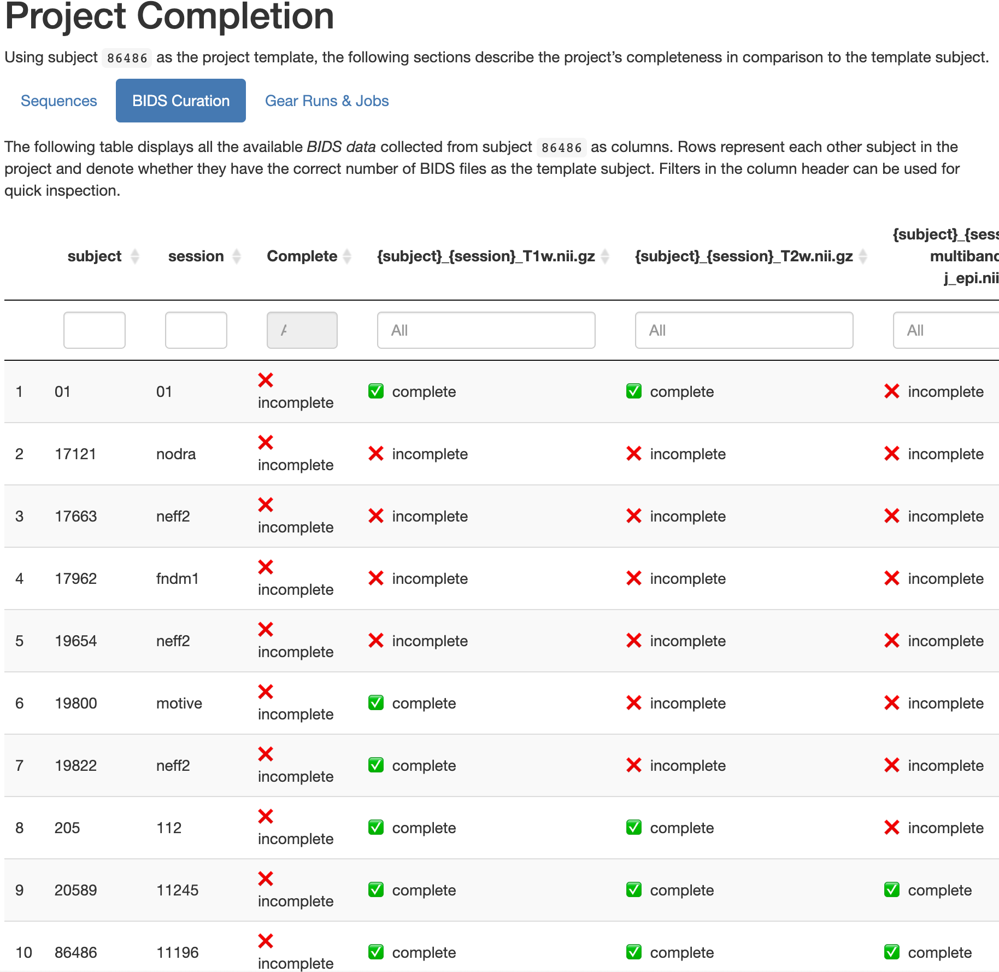 Project Completion
Using subject 86486 as the project template, the following sections describe the project’s completeness in comparison to the template subject.
Sequences BIDS Curation Gear Runs & Jobs
The following table displays all the available BIDS data collected from subject 86486 as columns. Rows represent each other subject in the
project and denote whether they have the correct number of BIDS files as the template subject. Filters in the column header can be used for
quick inspection.
subject session Complete {subject}_{session}_T1w.nii.gz {subject}_{session}_T2w.nii.gz {subject}_{sess
multiband
j_epi.nii
All All All
1 01 01 ❌ incomplete ✅ complete ✅ complete ❌ incomplete
2 17121 nodra ❌ incomplete ❌ incomplete ❌ incomplete ❌ incomplete
3 17663 neff2 ❌ incomplete ❌ incomplete ❌ incomplete ❌ incomplete
4 17962 fndm1 ❌ incomplete ❌ incomplete ❌ incomplete ❌ incomplete
5 19654 neff2 ❌ incomplete ❌ incomplete ❌ incomplete ❌ incomplete
6 19800 motive ❌ incomplete ✅ complete ❌ incomplete ❌ incomplete
7 19822 neff2 ❌ incomplete ✅ complete ❌ incomplete ❌ incomplete
8 205 112 ❌ incomplete ✅ complete ✅ complete ❌ incomplete
9 20589 11245 ❌ incomplete ✅ complete ✅ complete ✅ complete
10 86486 11196 ❌ incomplete ✅ complete ✅ complete ✅ complete